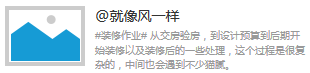 @就像风一样
#装修作业# 从交房验房，到设计预算到后期开
始装修以及装修后的一些处理，这个过程是很复
杂的，中间也会遇到不少猫腻。